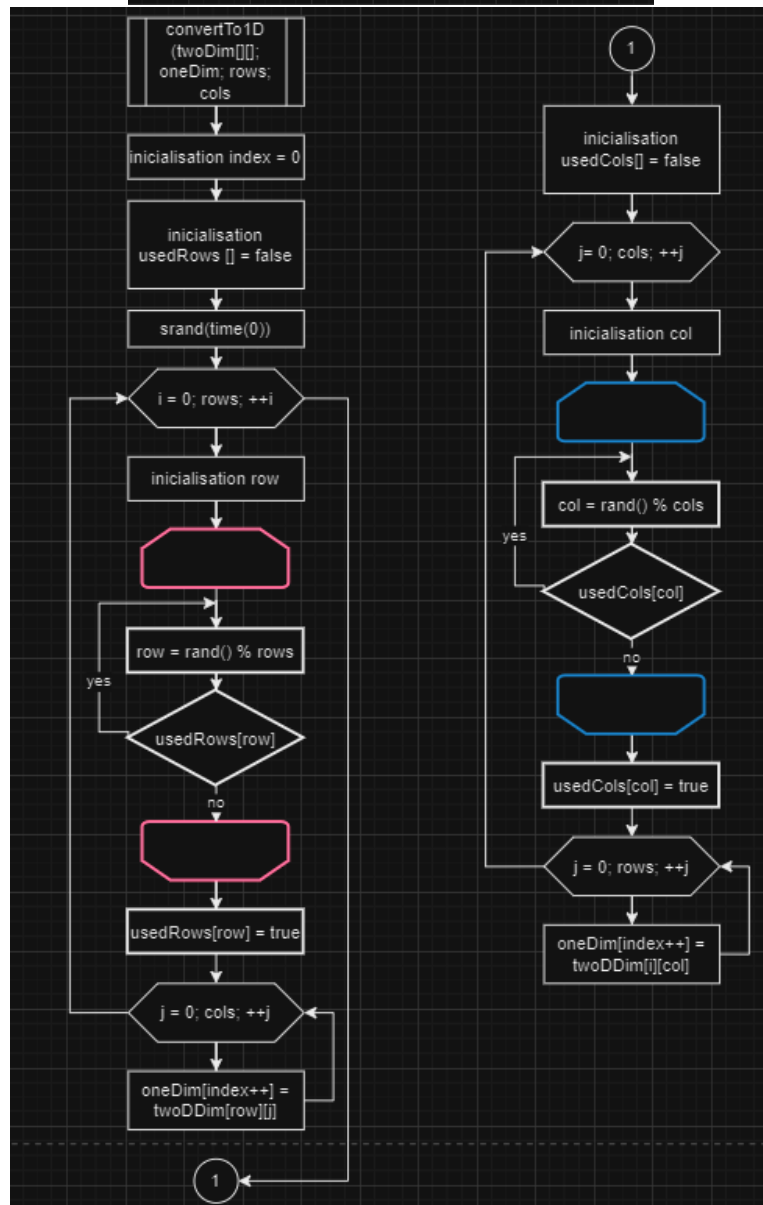 convertTo1D
(twoDim[][];
oneDim; rows;
cols
inicialisation index = 0
inicialisation
usedRows [] = false
srand(time(0))
i = 0; rows; ++i
inicialisation row
row = rand() % rows
yes
usedRows[row]
no
usedRows[row] = true
j = 0; cols; ++j
oneDim[index++] =
twoDDim[row][j]
1
1
inicialisation
usedCols[] = false
j= 0; cols; ++j
inicialisation col
col = rand() % cols
yes
usedCols[col]
no
usedCols[col] = true
j = 0; rows; ++j
oneDim[index++] =
twoDDim[i][col]